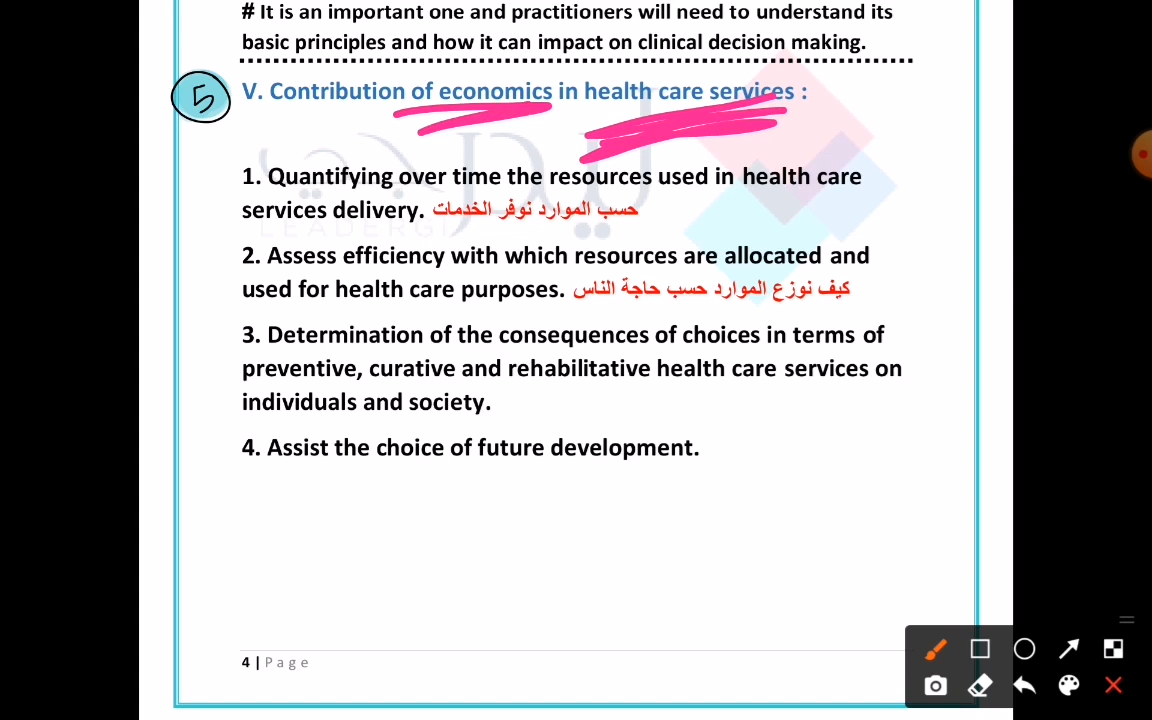 # It is an important one and practitioners will need to understand its
basic principles and how it can impact on clinical decision making.
5
V. Contribution of economics in health care services :
ليدرجي
LEADERGI
1. Quantifying over time the resources used in health care
services delivery. حسب الموارد نوفر الخدمات
2. Assess efficiency with which resources are allocated and
used for health care purposes. كيف نوزع الموارد حسب حاجة الناس
3. Determination of the consequences of choices in terms of
preventive, curative and rehabilitative health care services on
individuals and society.
4. Assist the choice of future development.
4 | Page